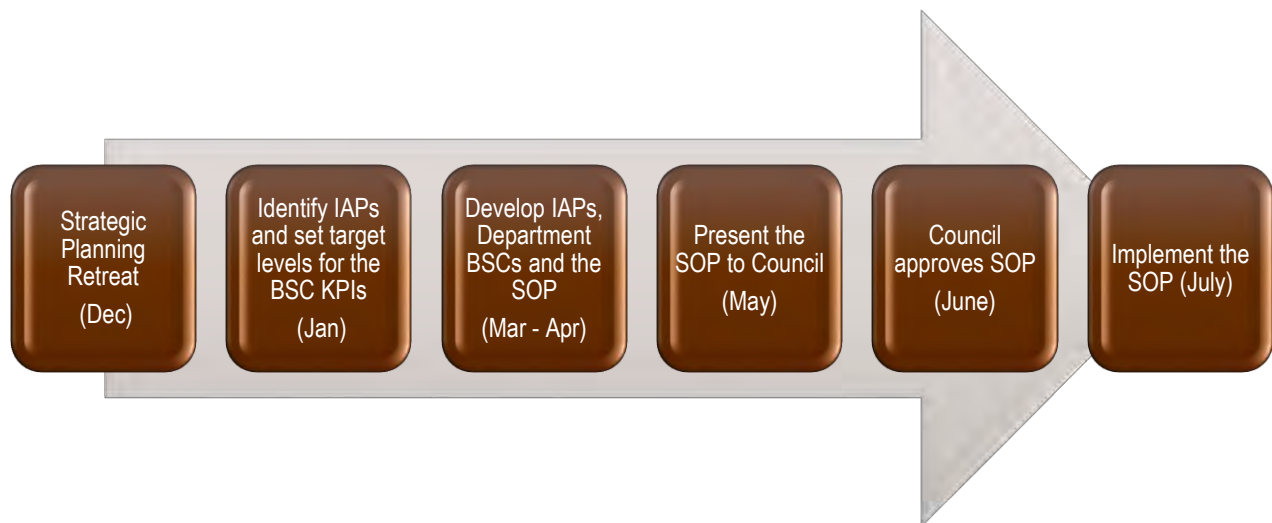 Strategic
Planning
Retreat
(Dec)
Identify IAPs
and set target
levels for the
BSC KPIs
(Jan)
Develop IAPs,
Department
BSCs and the
SOP
(Mar - Apr)
Present the
SOP to Council
(May)
Council
approves SOP
(June)
Implement the
SOP (July)